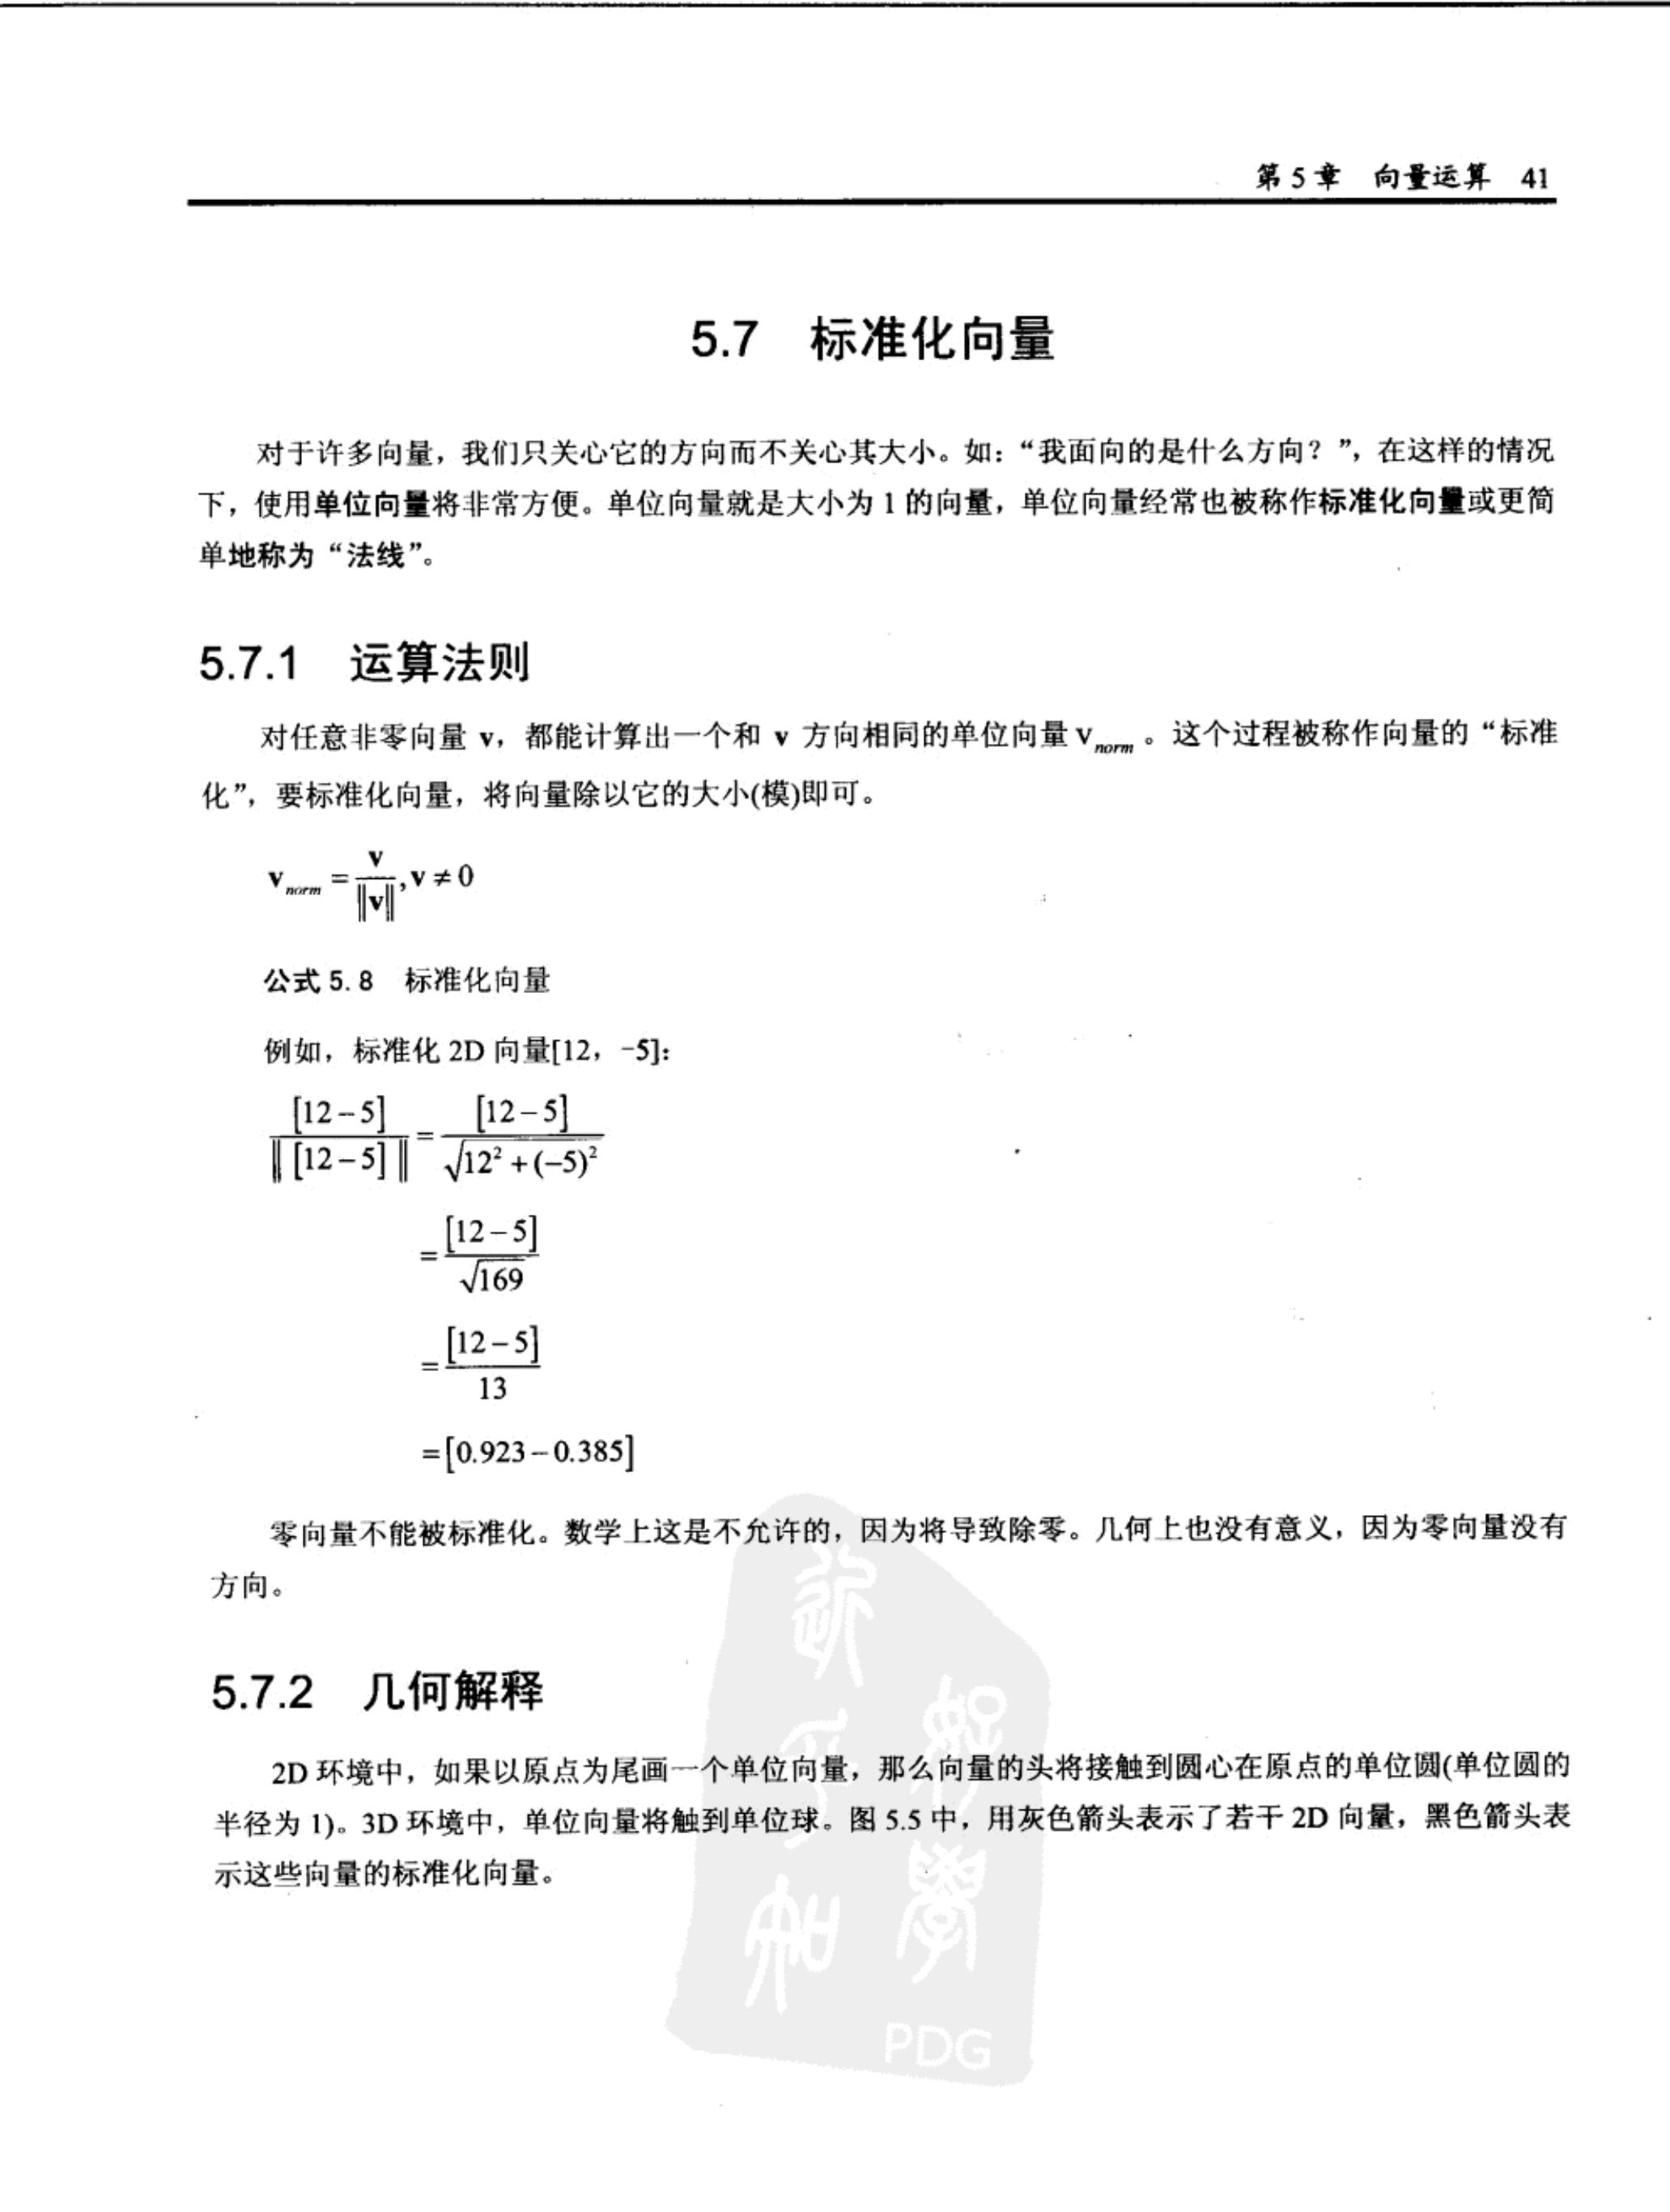 第 5 章 向量运算 41
5.7 标准化向量
对于许多向量，我们只关心它的方向而不关心其大小。如：“我面向的是什么方向？”，在这样的情况
下，使用单位向量将非常方便。单位向量就是大小为 1 的向量，单位向量经常也被称作标准化向量或更简
单地称为“法线”。
5.7.1 运算法则
对任意非零向量 v，都能计算出一个和 v 方向相同的单位向量 v_norm 。这个过程被称作向量的“标准
化”，要标准化向量，将向量除以它的大小(模)即可。
v_norm = v/‖v‖, v ≠ 0
公式 5.8 标准化向量
例如，标准化 2D 向量[12，-5]：
[12－5]/‖[12－5]‖ = [12－5]/√(12² + (−5)²)
= [12－5]/√169
= [12－5]/13
= [0.923－0.385]
零向量不能被标准化。数学上这是不允许的，因为将导致除零。几何上也没有意义，因为零向量没有
方向。
5.7.2 几何解释
2D 环境中，如果以原点为尾画一个单位向量，那么向量的头将接触到圆心在原点的单位圆(单位圆的
半径为 1)。3D 环境中，单位向量将触到单位球。图 5.5 中，用灰色箭头表示了若干 2D 向量，黑色箭头表
示这些向量的标准化向量。
PDG